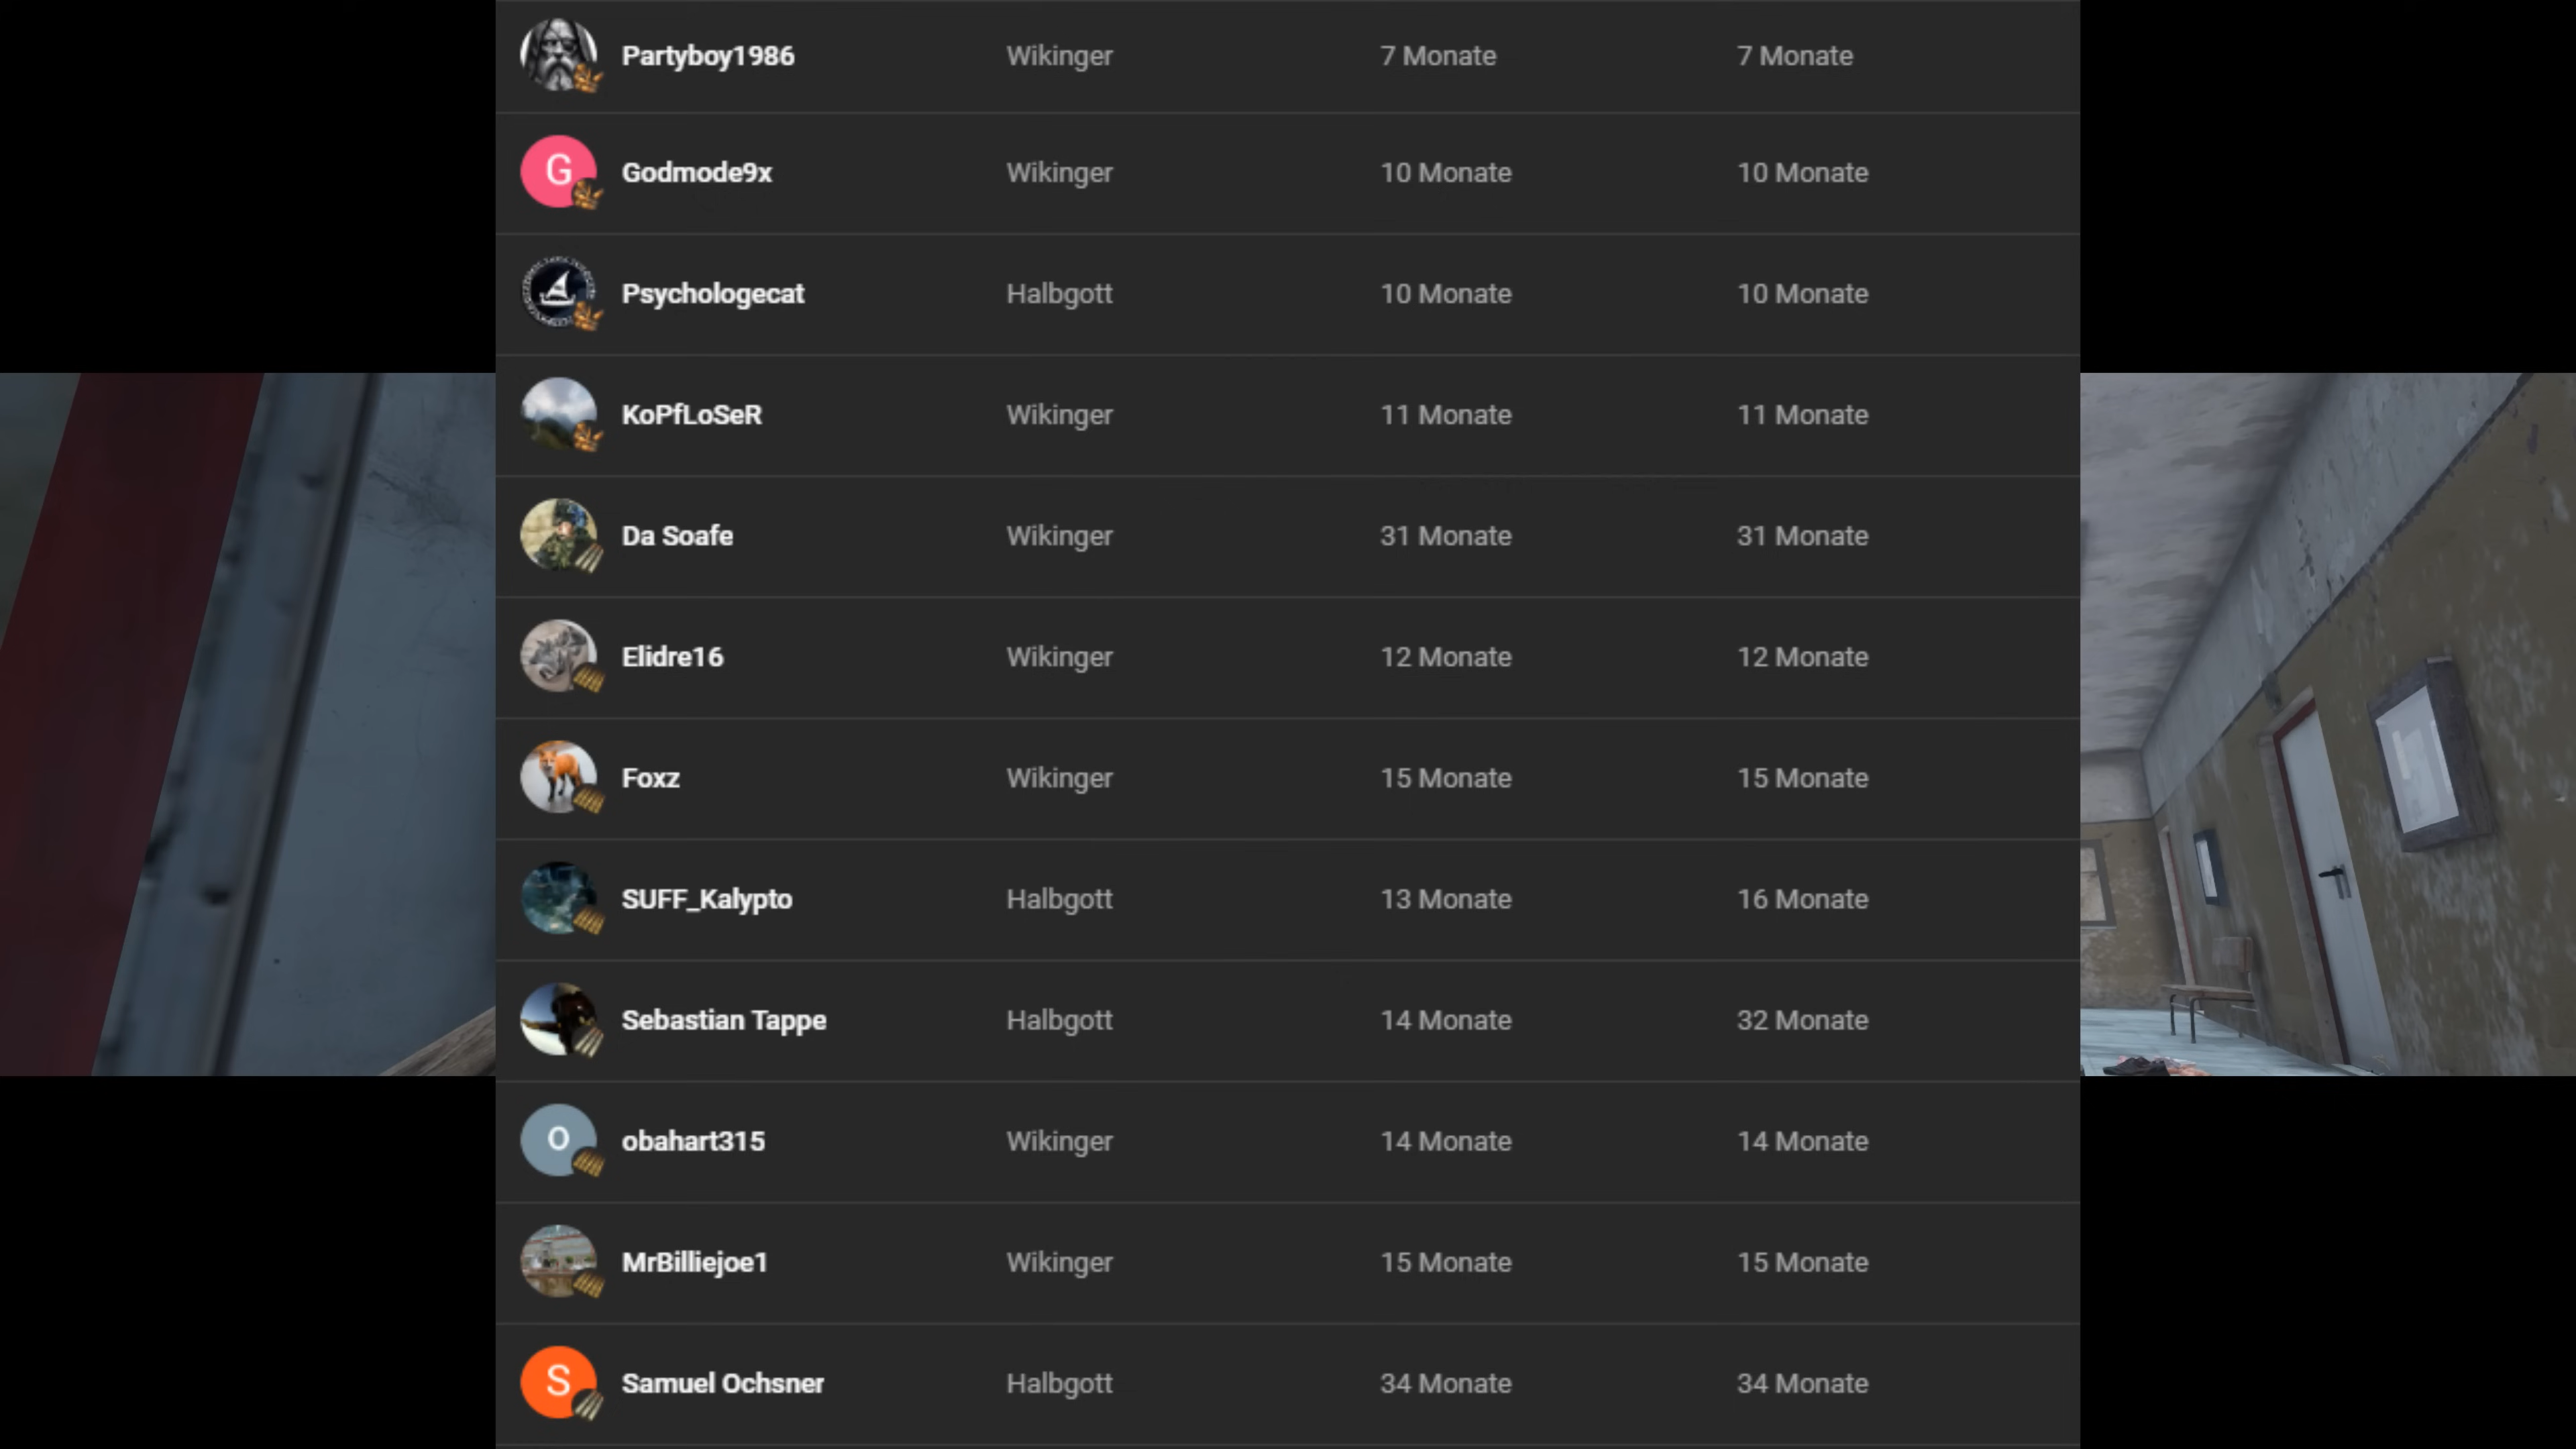 Partyboy1986 Wikinger 7 Monate 7 Monate
G Godmode9x Wikinger 10 Monate 10 Monate
Psychologecat Halbgott 10 Monate 10 Monate
KoPfLoSeR Wikinger 11 Monate 11 Monate
Da Soafe Wikinger 31 Monate 31 Monate
Elidre16 Wikinger 12 Monate 12 Monate
Foxz Wikinger 15 Monate 15 Monate
SUFF_Kalypto Halbgott 13 Monate 16 Monate
Sebastian Tappe Halbgott 14 Monate 32 Monate
o obahart315 Wikinger 14 Monate 14 Monate
MrBilliejoe1 Wikinger 15 Monate 15 Monate
S Samuel Ochsner Halbgott 34 Monate 34 Monate